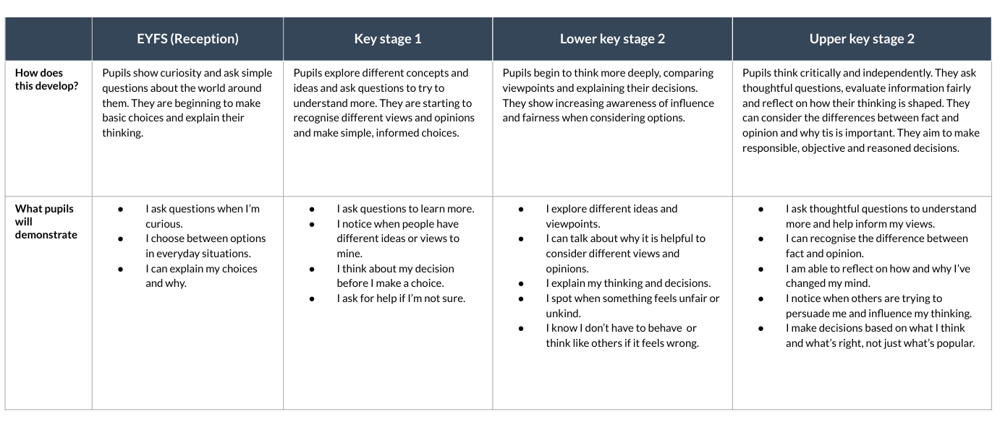 EYFS (Reception)
Key stage 1
Lower key stage 2
Upper key stage 2
How does
this develop?
Pupils show curiosity and ask simple
questions about the world around
them. They are beginning to make
basic choices and explain their
thinking.
Pupils explore different concepts and
ideas and ask questions to try to
understand more. They are starting to
recognise different views and opinions
and make simple, informed choices.
Pupils begin to think more deeply, comparing
viewpoints and explaining their decisions.
They show increasing awareness of influence
and fairness when considering options.
Pupils think critically and independently. They ask
thoughtful questions, evaluate information fairly
and reflect on how their thinking is shaped. They
can consider the differences between fact and
opinion and why tis is important. They aim to make
responsible, objective and reasoned decisions.
What pupils
will
demonstrate
● I ask questions when I’m
curious.
● I choose between options
in everyday situations.
● I can explain my choices
and why.
● I ask questions to learn more.
● I notice when people have
different ideas or views to
mine.
● I think about my decision
before I make a choice.
● I ask for help if I’m not sure.
● I explore different ideas and
viewpoints.
● I can talk about why it is helpful to
consider different views and
opinions.
● I explain my thinking and decisions.
● I spot when something feels unfair or
unkind.
● I know I don’t have to behave or
think like others if it feels wrong.
● I ask thoughtful questions to understand
more and help inform my views.
● I can recognise the difference between
fact and opinion.
● I am able to reflect on how and why I’ve
changed my mind.
● I notice when others are trying to
persuade me and influence my thinking.
● I make decisions based on what I think
and what’s right, not just what’s popular.